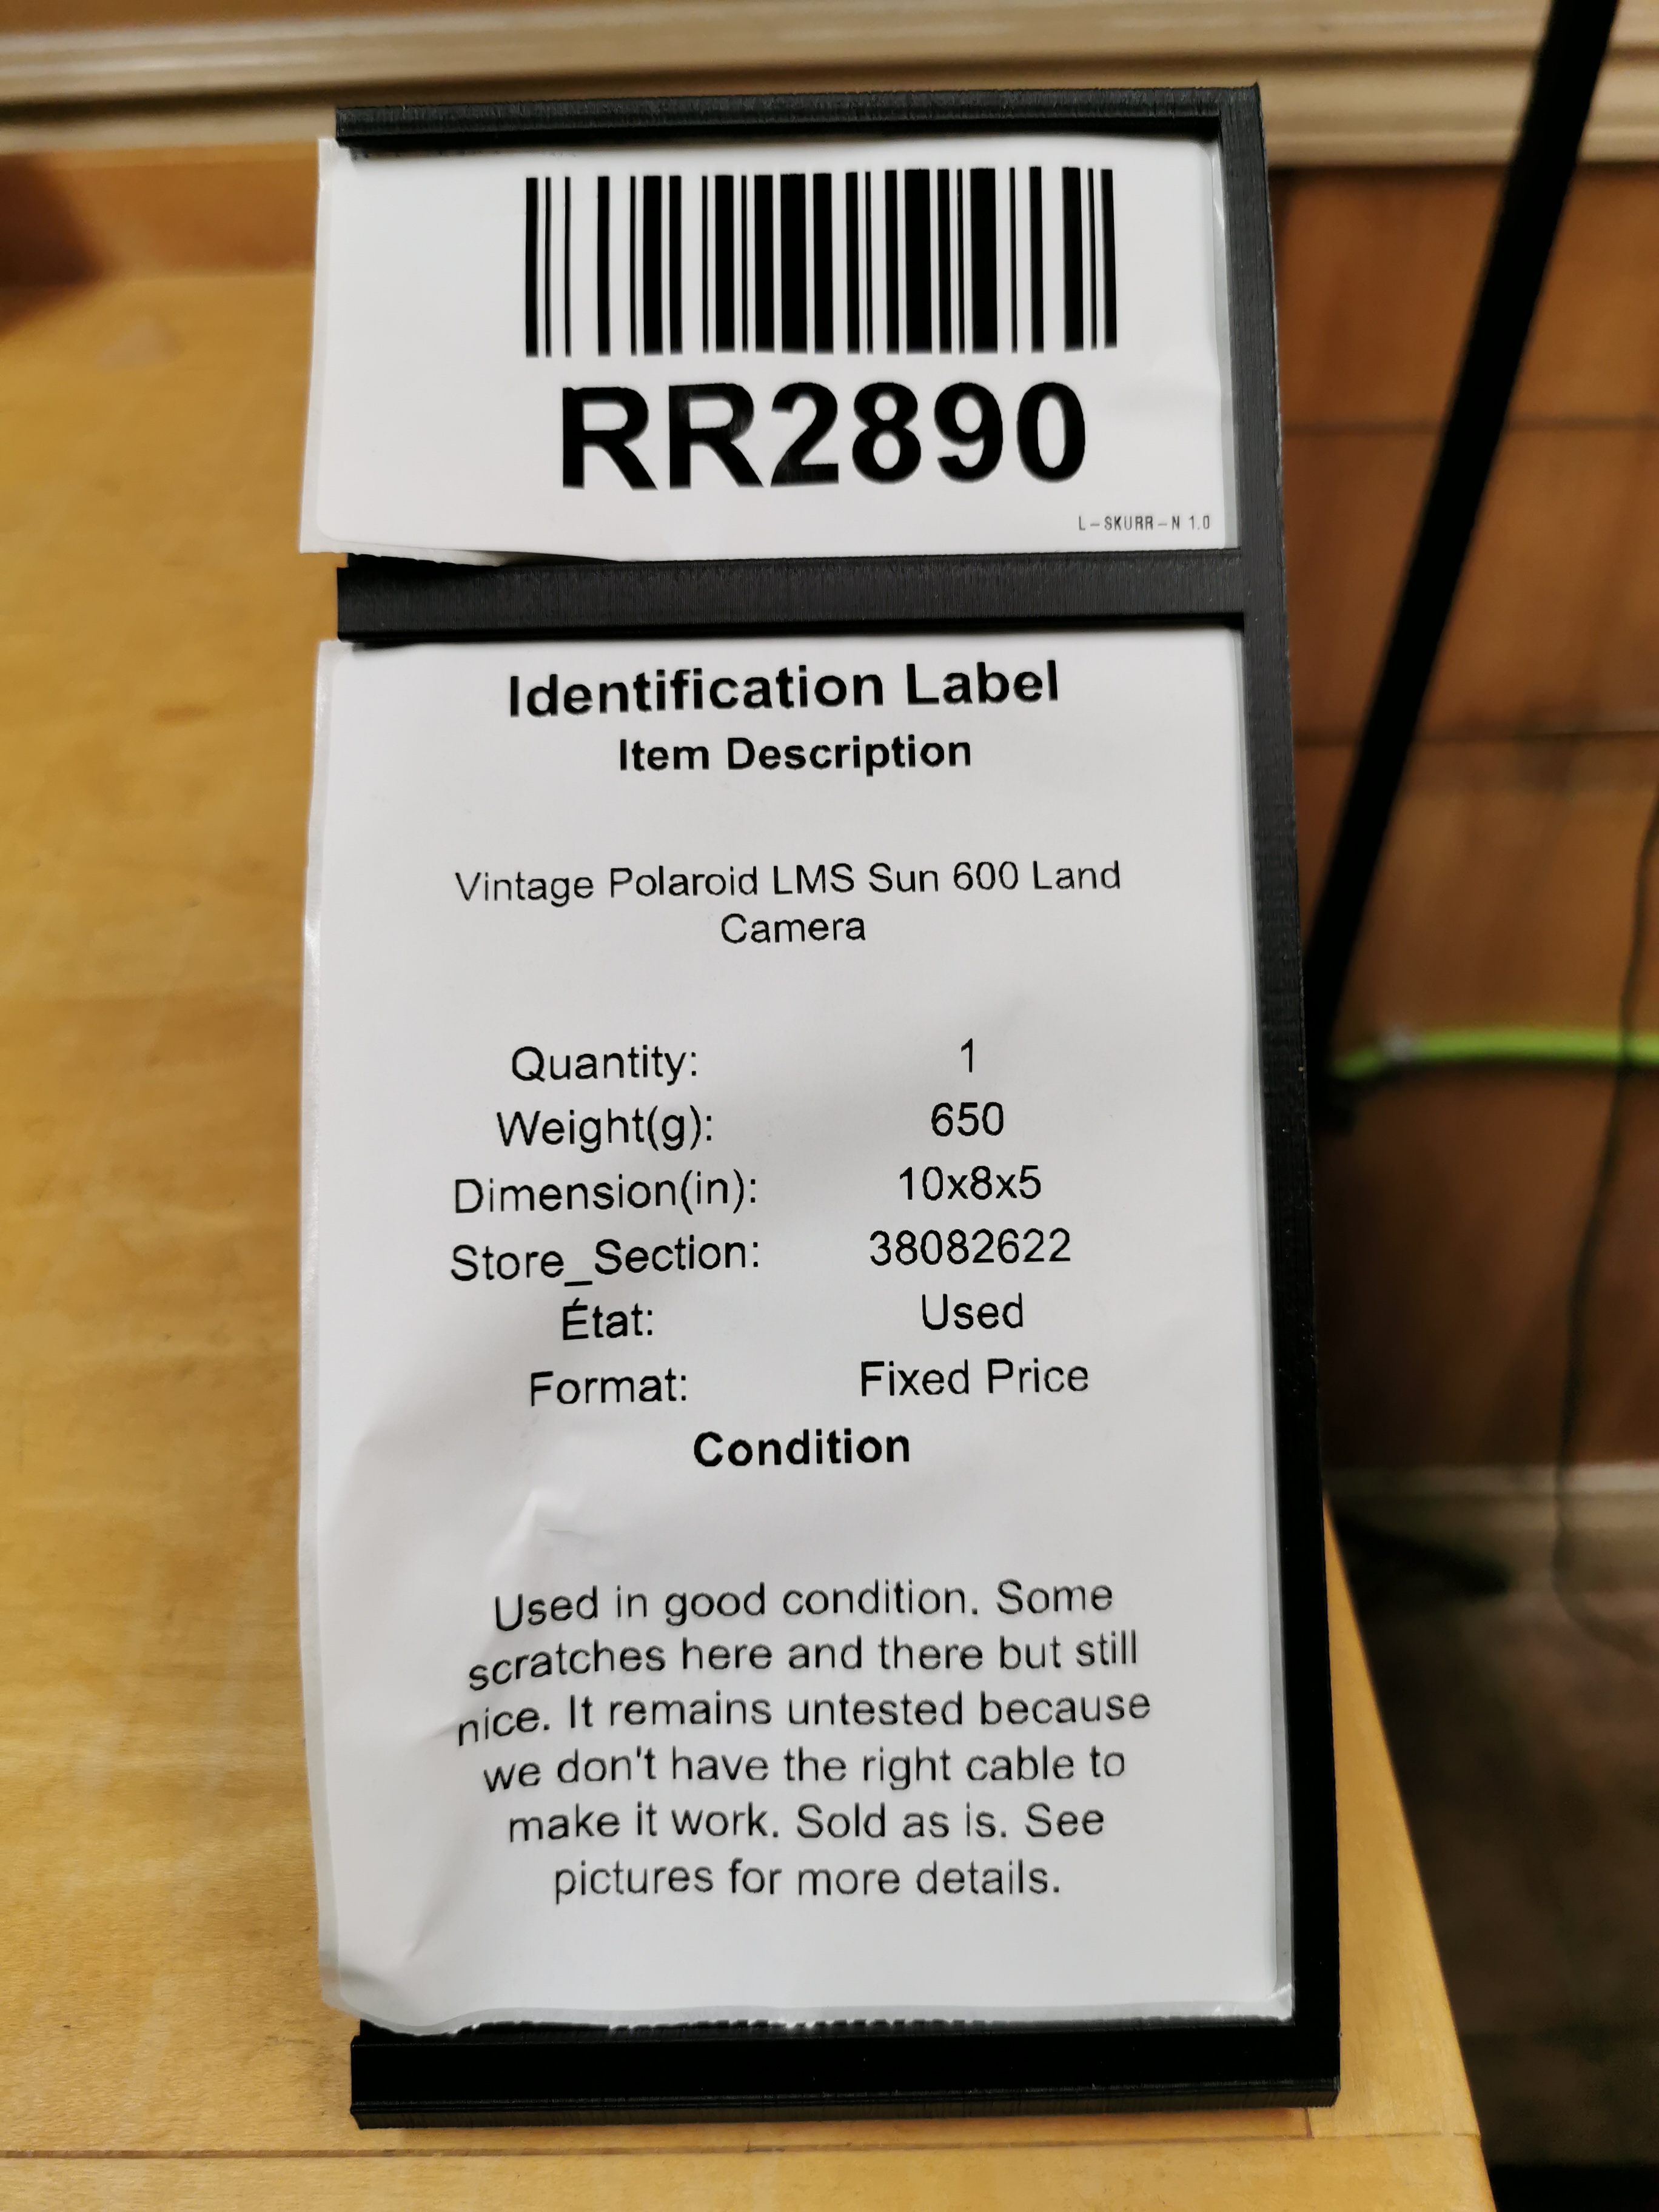 RR2890
L-SKURR-N 1.0
Identification Label
Item Description
Vintage Polaroid LMS Sun 600 Land
Camera
Quantity: 1
Weight(g): 650
Dimension(in): 10x8x5
Store_Section: 38082622
État: Used
Format: Fixed Price
Condition
Used in good condition. Some
scratches here and there but still
nice. It remains untested because
we don't have the right cable to
make it work. Sold as is. See
pictures for more details.